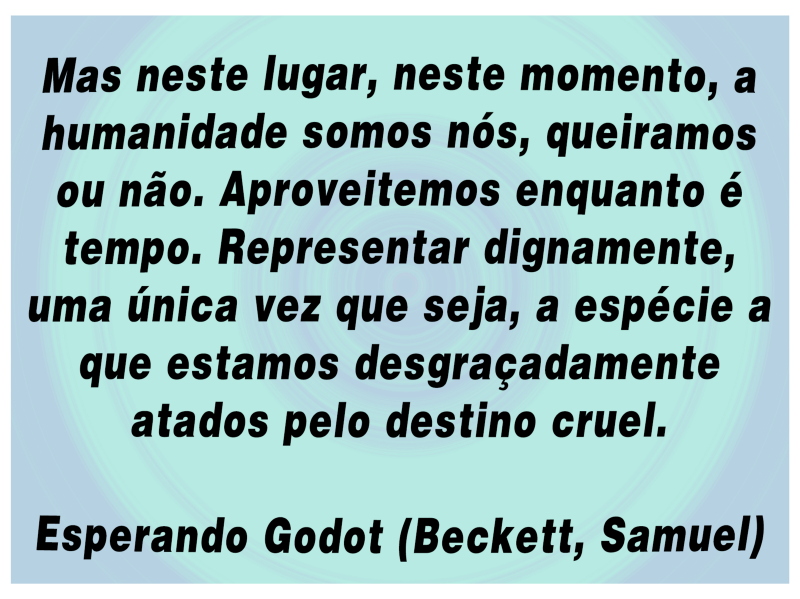 Mas neste lugar, neste momento, a
humanidade somos nós, queiramos
ou não. Aproveitemos enquanto é
tempo. Representar dignamente,
uma única vez que seja, a espécie a
que estamos desgraçadamente
atados pelo destino cruel.
Esperando Godot (Beckett, Samuel)